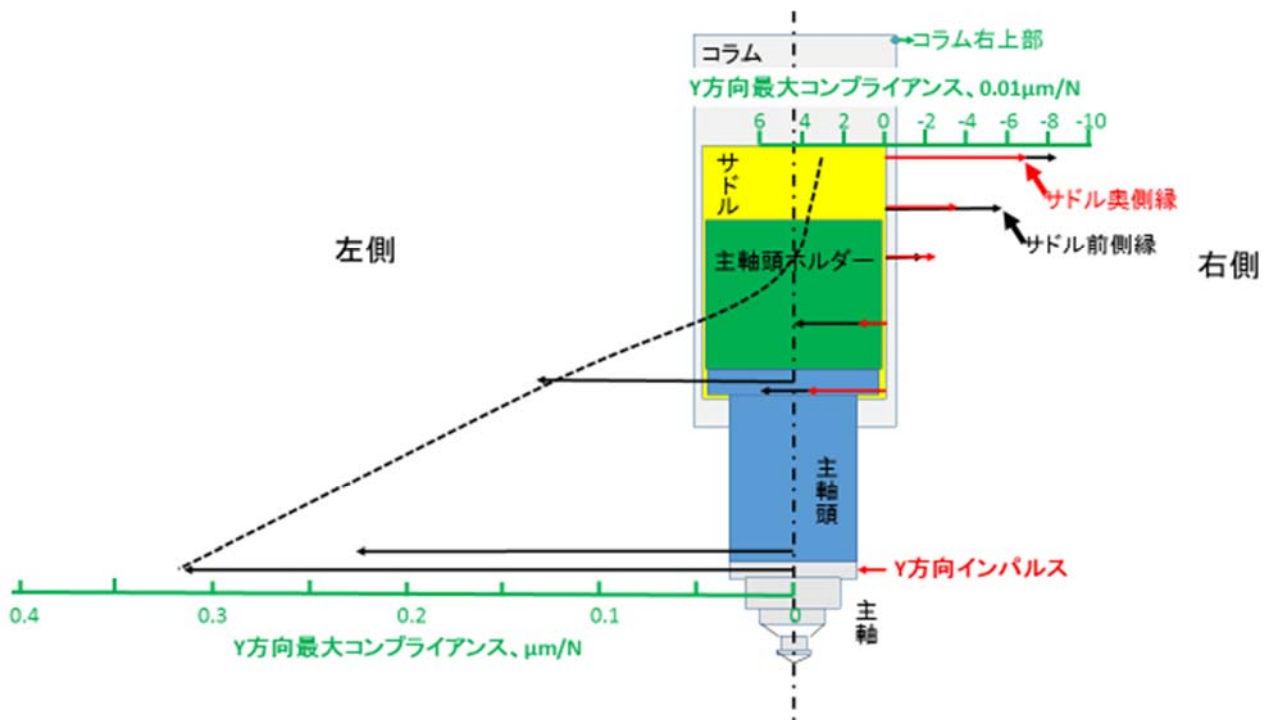 コラム
コラム右上部
Y方向最大コンプライアンス、0.01μm/N
6 4 2 0 -2 -4 -6 -8 -10
サドル
サドル奥側縁
サドル前側縁
左側
主軸頭ホルダー
右側
主軸頭
Y方向インパルス
0.4 0.3 0.2 0.1 0
主軸
Y方向最大コンプライアンス、μm/N